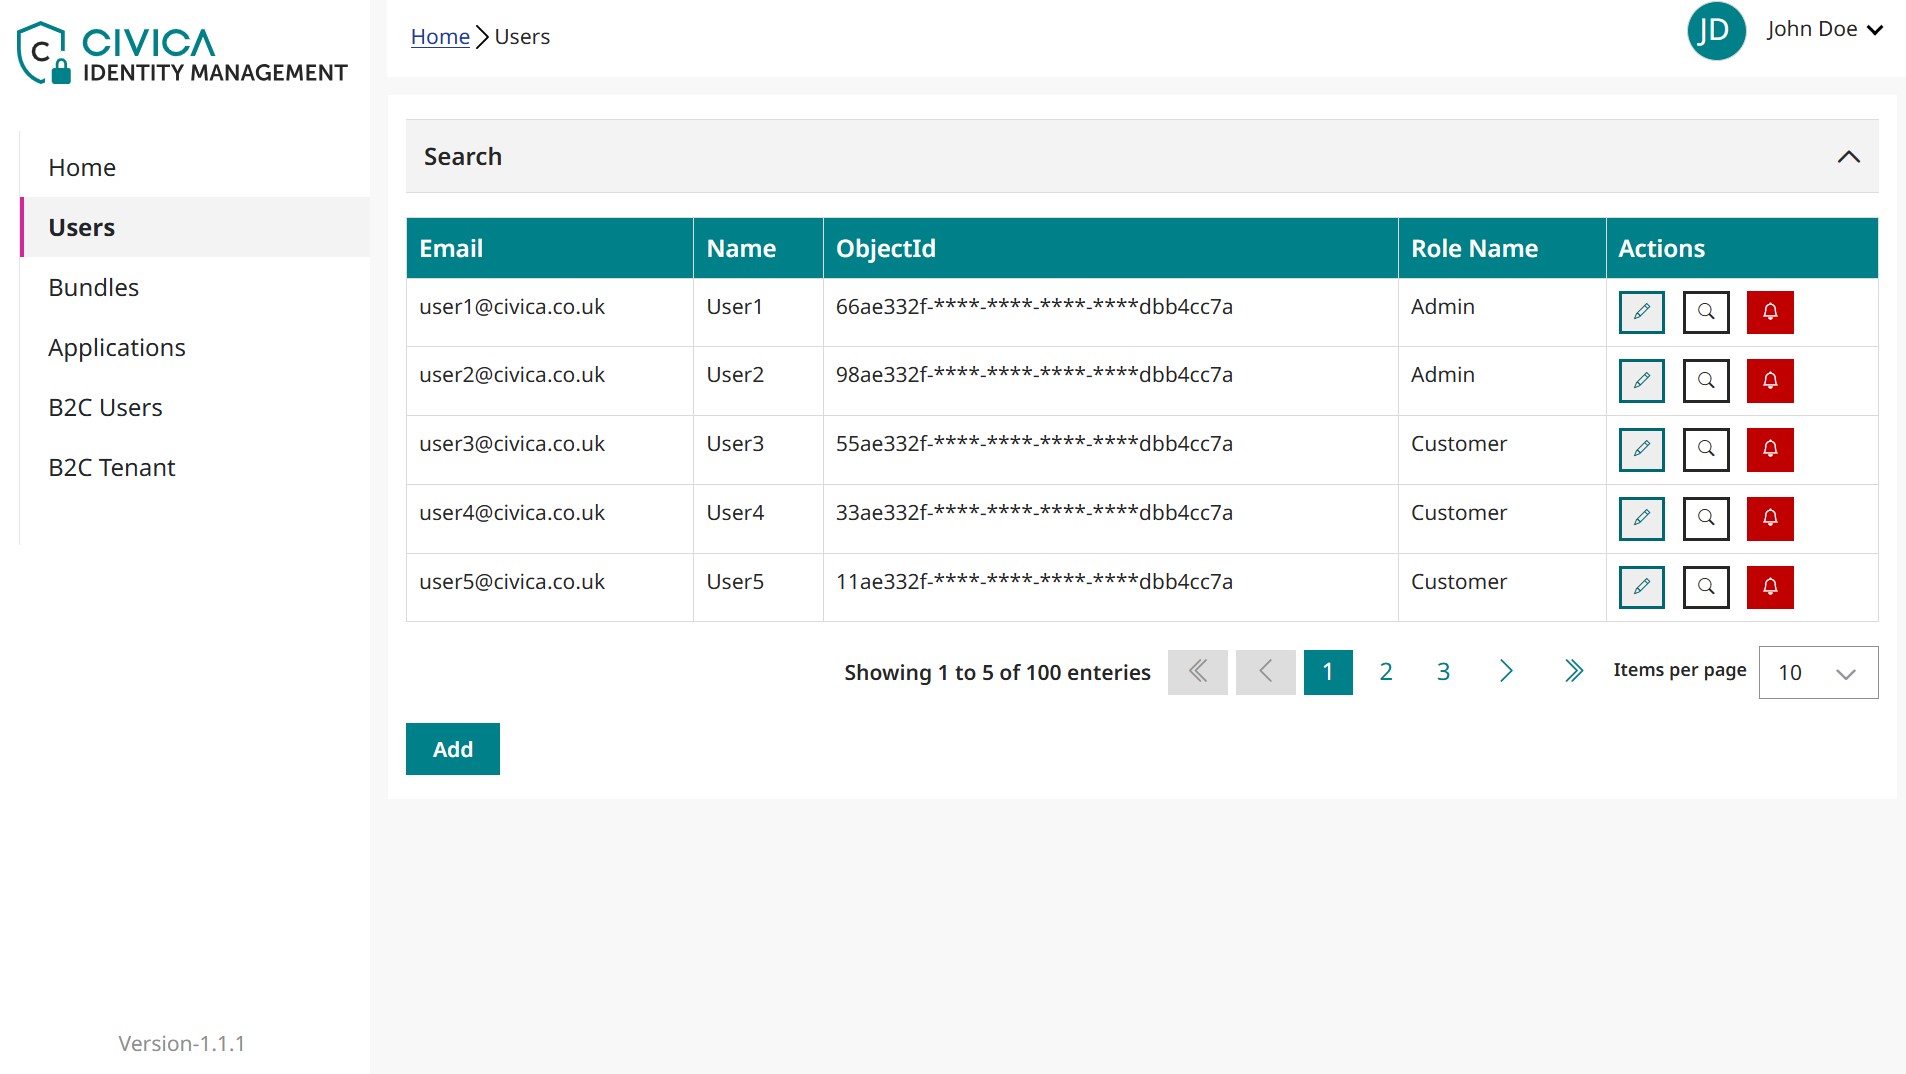 C
CIVICA
IDENTITY MANAGEMENT
Home
Users
Bundles
Applications
B2C Users
B2C Tenant
Version-1.1.1
Home Users
JD John Doe
Search
Email Name ObjectId Role Name Actions
user1@civica.co.uk User1 66ae332f-****-****-****-****dbb4cc7a Admin
user2@civica.co.uk User2 98ae332f-****-****-****-****dbb4cc7a Admin
user3@civica.co.uk User3 55ae332f-****-****-****-****dbb4cc7a Customer
user4@civica.co.uk User4 33ae332f-****-****-****-****dbb4cc7a Customer
user5@civica.co.uk User5 11ae332f-****-****-****-****dbb4cc7a Customer
Showing 1 to 5 of 100 enteries 1 2 3 Items per page 10
Add